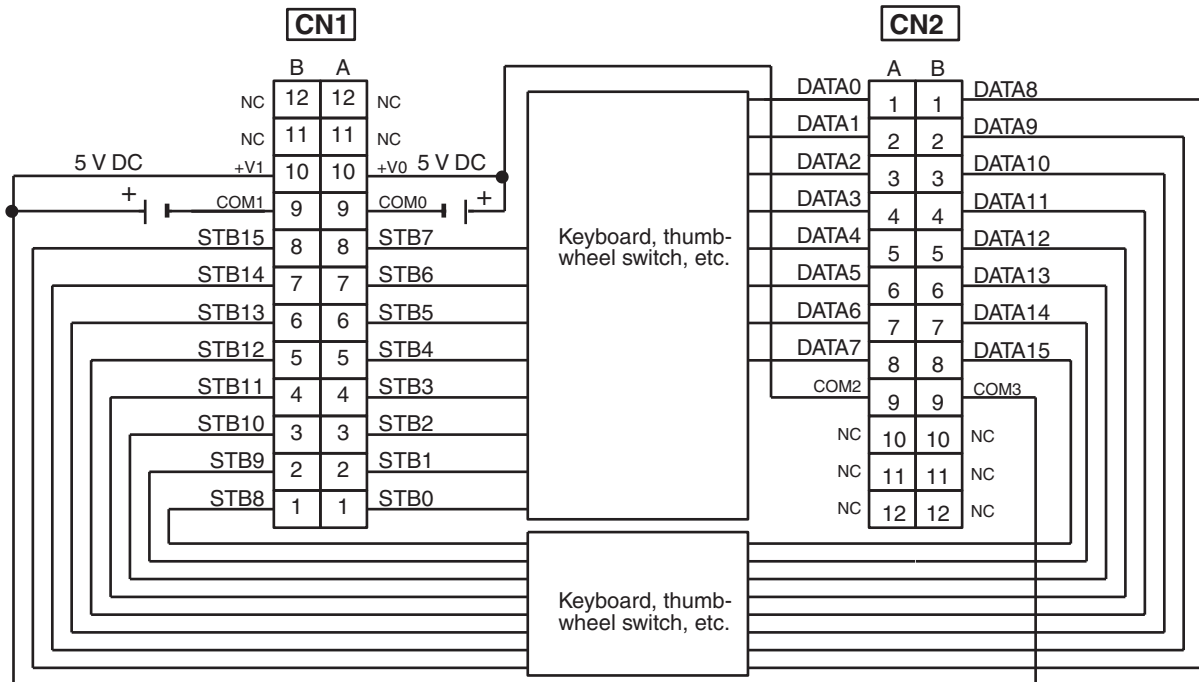 CN1
CN2
B A
A B
NC 12 12 NC
NC 11 11 NC
5 V DC +V1 10 10 +V0 5 V DC
+ COM1 9 9 COM0 +
STB15 8 8 STB7
STB14 7 7 STB6
STB13 6 6 STB5
STB12 5 5 STB4
STB11 4 4 STB3
STB10 3 3 STB2
STB9 2 2 STB1
STB8 1 1 STB0
Keyboard, thumb-
wheel switch, etc.
DATA0 1 1 DATA8
DATA1 2 2 DATA9
DATA2 3 3 DATA10
DATA3 4 4 DATA11
DATA4 5 5 DATA12
DATA5 6 6 DATA13
DATA6 7 7 DATA14
DATA7 8 8 DATA15
COM2 9 9 COM3
NC 10 10 NC
NC 11 11 NC
NC 12 12 NC
Keyboard, thumb-
wheel switch, etc.